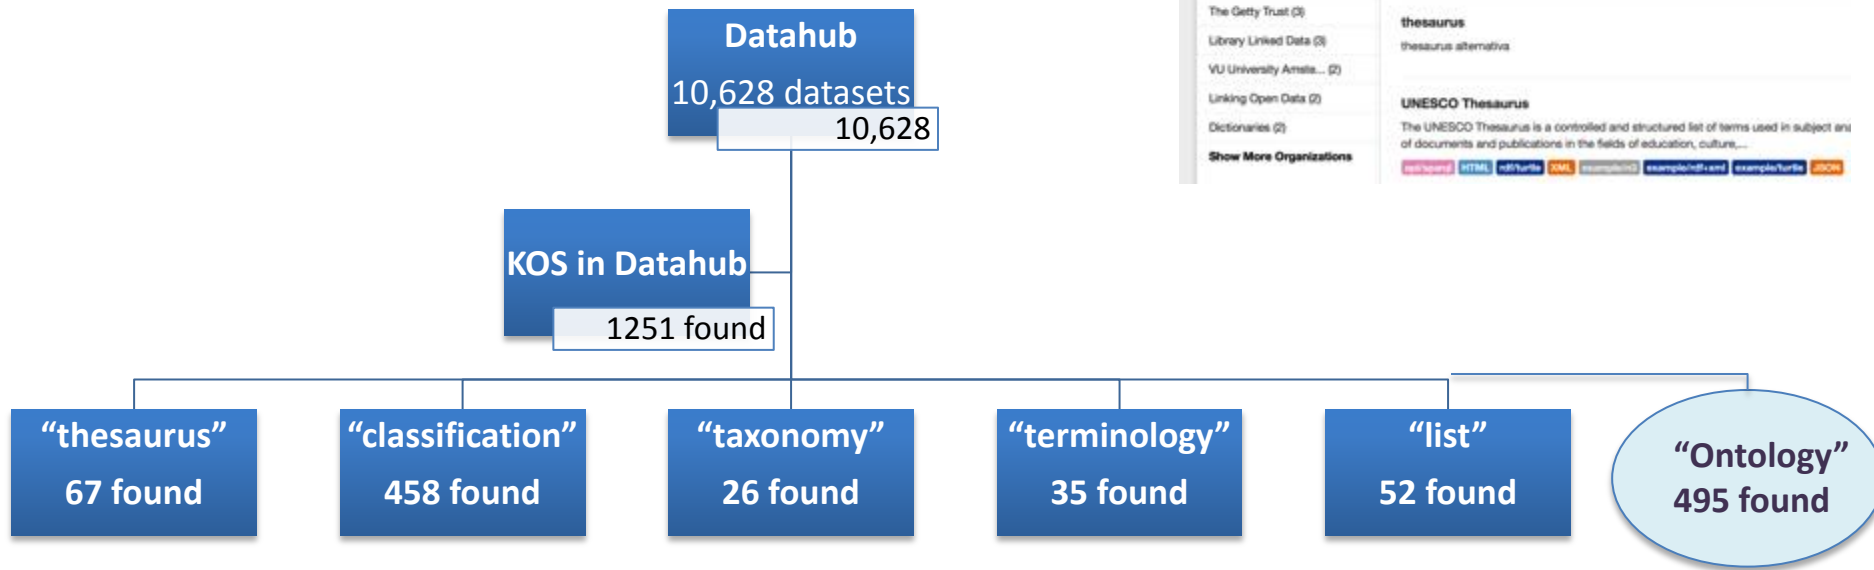 Datahub
10,628 datasets
10,628
KOS in Datahub
1251 found
“thesaurus”
67 found
“classification”
458 found
“taxonomy”
26 found
“terminology”
35 found
“list”
52 found
“Ontology”
495 found
The Getty Trust (3)
Library Linked Data (3)
VU University Amste... (2)
Linking Open Data (2)
Dictionaries (2)
Show More Organizations
thesaurus
thesaurus alternativa
UNESCO Thesaurus
The UNESCO Thesaurus is a controlled and structured list of terms used in subject ana
of documents and publications in the fields of education, culture,...
HTML rdf/turtle XML example/rdf+xml example/turtle JSON